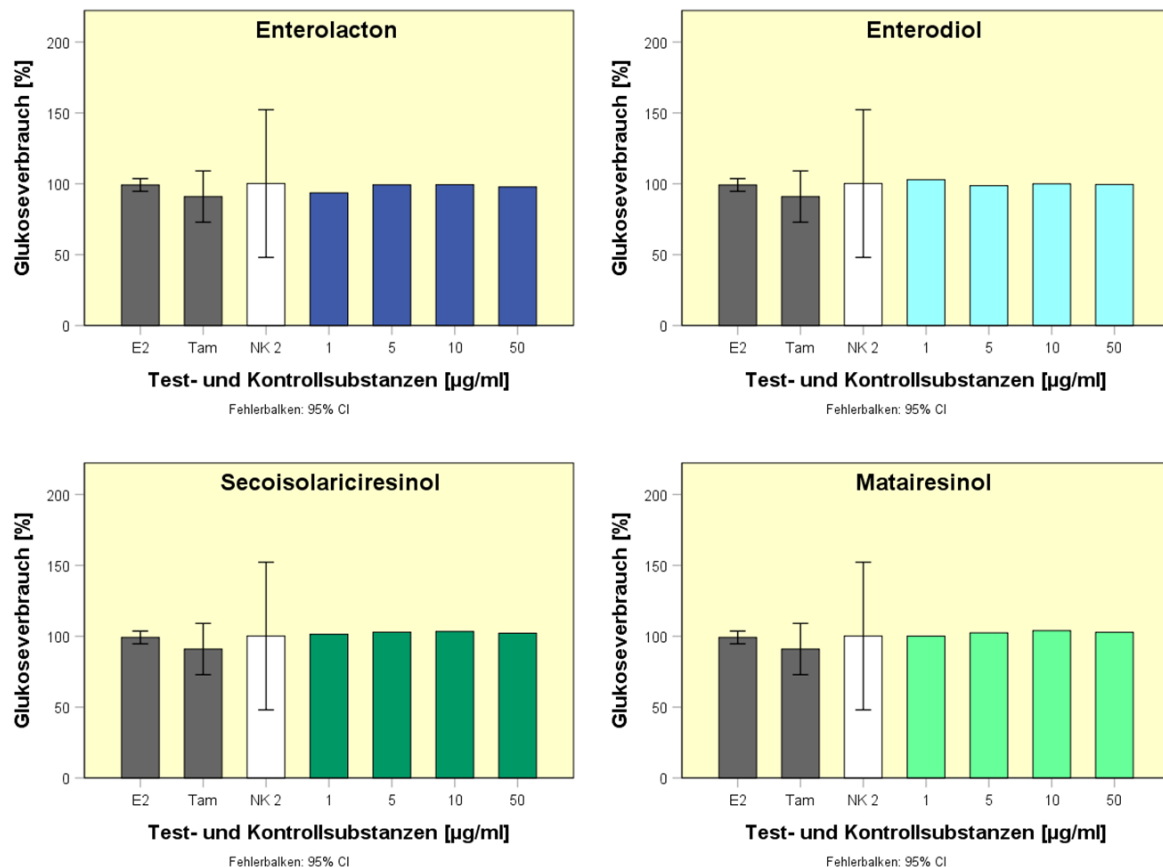 Enterolacton
Glukoseverbrauch [%]
200
150
100
50
0
E2 Tam NK 2 1 5 10 50
Test- und Kontrollsubstanzen [µg/ml]
Fehlerbalken: 95% CI
Enterodiol
Glukoseverbrauch [%]
200
150
100
50
0
E2 Tam NK 2 1 5 10 50
Test- und Kontrollsubstanzen [µg/ml]
Fehlerbalken: 95% CI
Secoisolariciresinol
Glukoseverbrauch [%]
200
150
100
50
0
E2 Tam NK 2 1 5 10 50
Test- und Kontrollsubstanzen [µg/ml]
Fehlerbalken: 95% CI
Matairesinol
Glukoseverbrauch [%]
200
150
100
50
0
E2 Tam NK 2 1 5 10 50
Test- und Kontrollsubstanzen [µg/ml]
Fehlerbalken: 95% CI